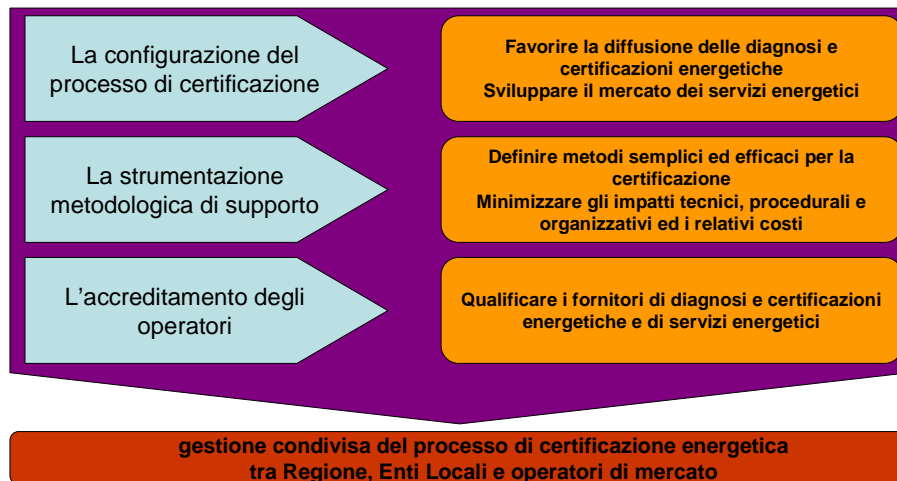 La configurazione del
processo di certificazione
Favorire la diffusione delle diagnosi e
certificazioni energetiche
Sviluppare il mercato dei servizi energetici
La strumentazione
metodologica di supporto
Definire metodi semplici ed efficaci per la
certificazione
Minimizzare gli impatti tecnici, procedurali e
organizzativi ed i relativi costi
L'accreditamento degli
operatori
Qualificare i fornitori di diagnosi e certificazioni
energetiche e di servizi energetici
gestione condivisa del processo di certificazione energetica
tra Regione, Enti Locali e operatori di mercato